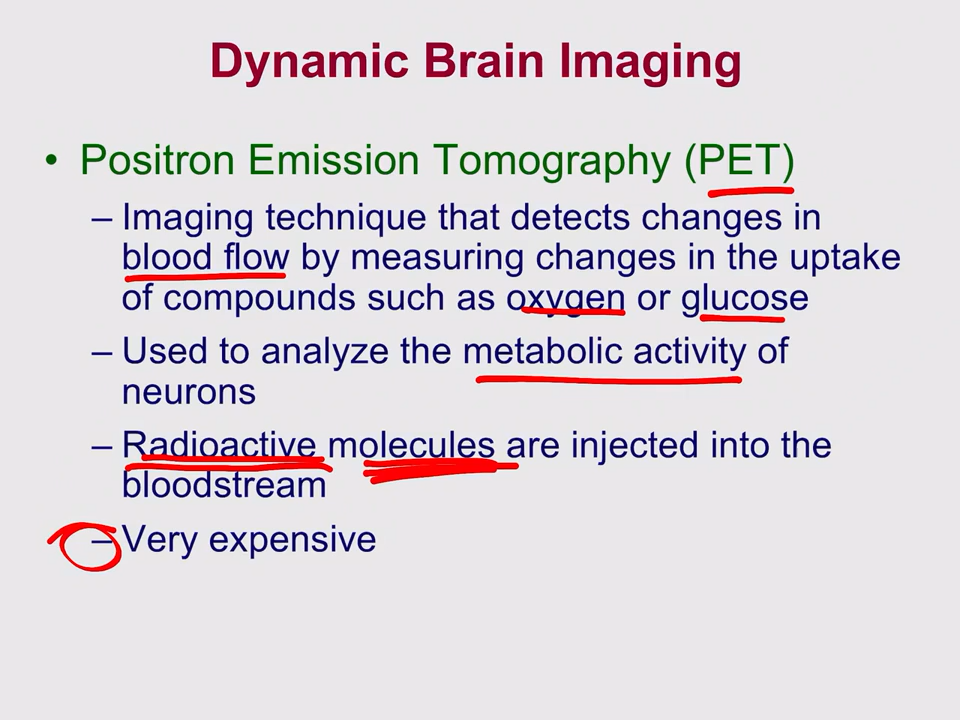 Dynamic Brain Imaging
• Positron Emission Tomography (PET)
– Imaging technique that detects changes in
blood flow by measuring changes in the uptake
of compounds such as oxygen or glucose
– Used to analyze the metabolic activity of
neurons
– Radioactive molecules are injected into the
bloodstream
– Very expensive